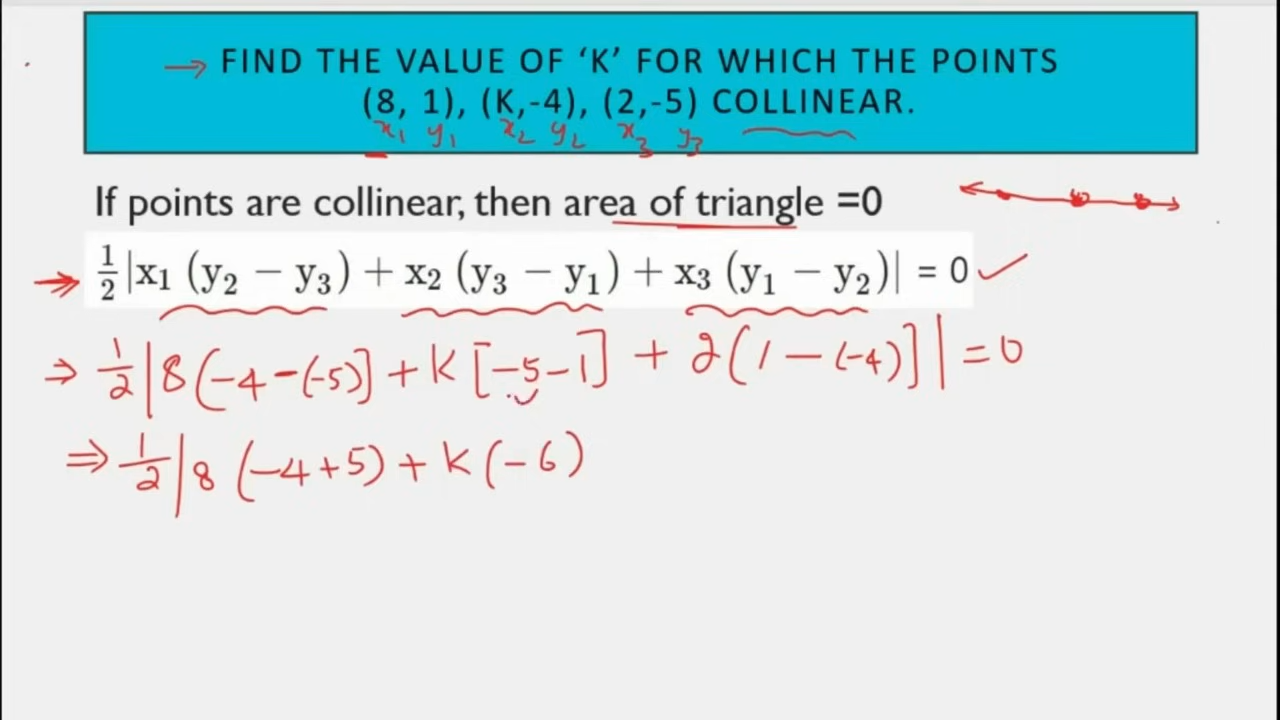 → FIND THE VALUE OF ‘K’ FOR WHICH THE POINTS
(8, 1), (K,-4), (2,-5) COLLINEAR.
x₁ y₁ x₂ y₂ x₃ y₃
If points are collinear, then area of triangle =0
→ ½|x₁ (y₂ − y₃) + x₂ (y₃ − y₁) + x₃ (y₁ − y₂)| = 0 ✓
⇒ ½|8(-4-(-5)] + K[-5-1] + 2(1-(-4)]| = 0
⇒ ½|8 (-4+5) + K(-6)